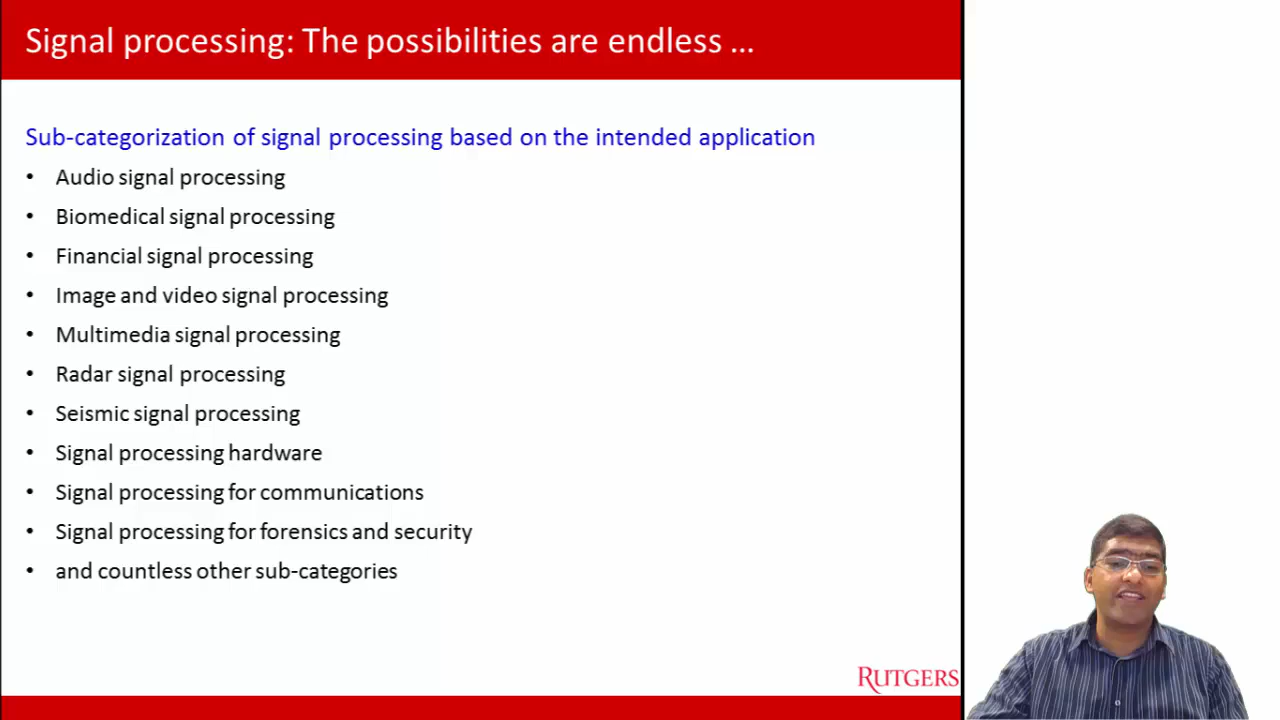 Signal processing: The possibilities are endless ...
Sub-categorization of signal processing based on the intended application
• Audio signal processing
• Biomedical signal processing
• Financial signal processing
• Image and video signal processing
• Multimedia signal processing
• Radar signal processing
• Seismic signal processing
• Signal processing hardware
• Signal processing for communications
• Signal processing for forensics and security
• and countless other sub-categories
RUTGERS